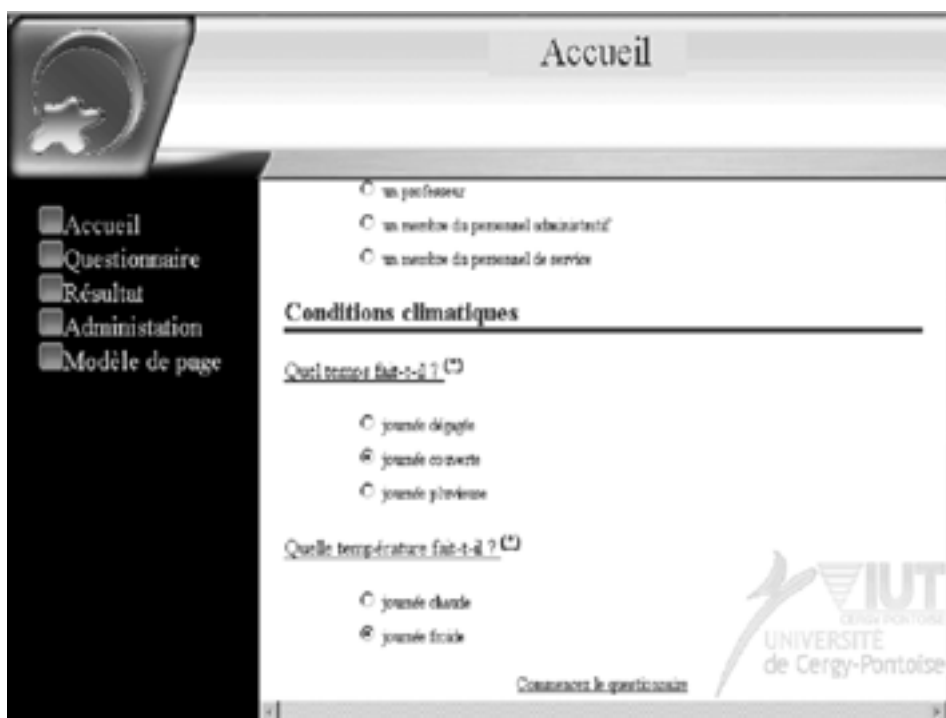 Accueil
un professeur
un membre du personnel administratif
un membre du personnel de service
Accueil
Questionnaire
Résultat
Administation
Modèle de page
Conditions climatiques
Quel temps fait-t-il ? (*)
journée dégagée
journée couverte
journée pluvieuse
Quelle température fait-t-il ? (*)
journée chaude
journée froide
Commencez le questionnaire
IUT
CERGY PONTOISE
UNIVERSITÉ
de Cergy-Pontoise